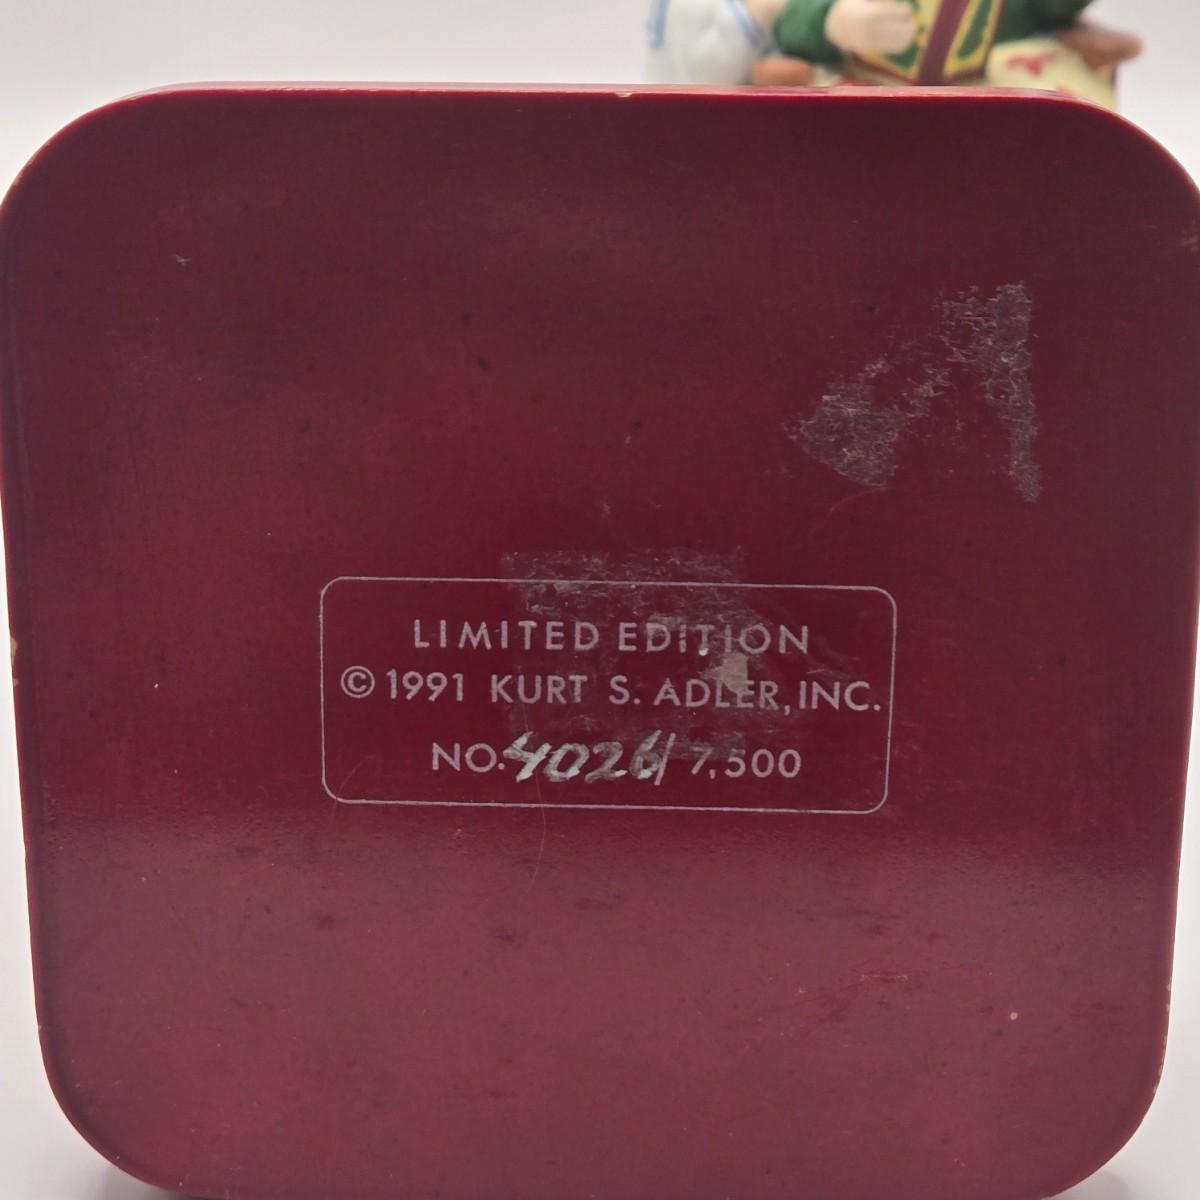 LIMITED EDITION
© 1991 KURT S. ADLER, INC.
NO. 4026/7,500